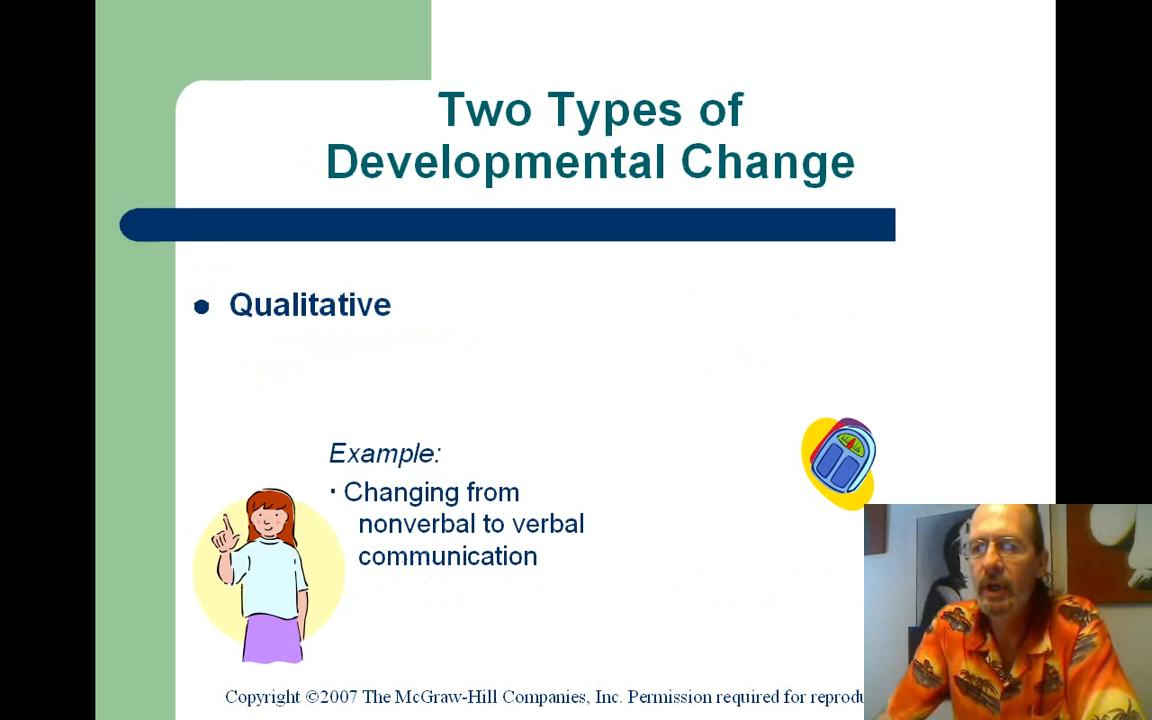 Two Types of
Developmental Change
• Qualitative
Example:
· Changing from
nonverbal to verbal
communication
Copyright ©2007 The McGraw-Hill Companies, Inc. Permission required for